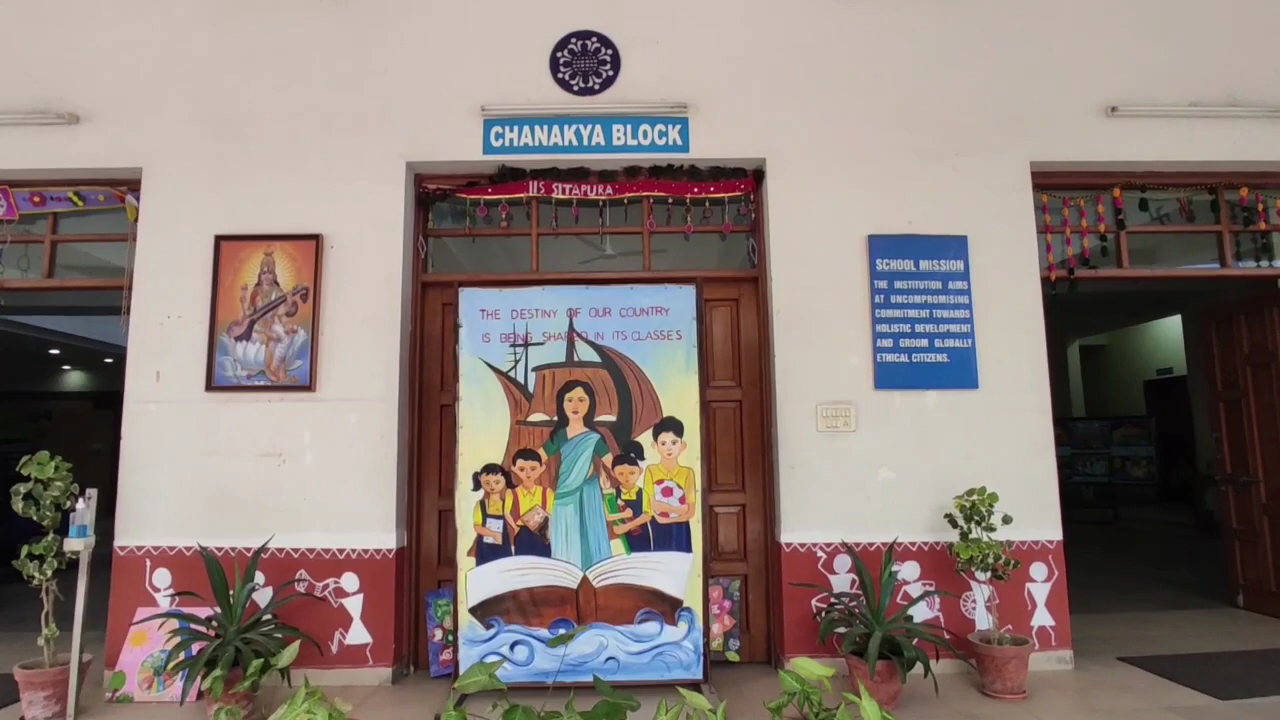 CHANAKYA BLOCK
IIS SITAPURA
THE DESTINY OF OUR COUNTRY
IS BEING SHAPED IN ITS CLASSES
SCHOOL MISSION
THE INSTITUTION AIMS
AT UNCOMPROMISING
COMMITMENT TOWARDS
HOLISTIC DEVELOPMENT
AND GROOM GLOBALLY
ETHICAL CITIZENS.